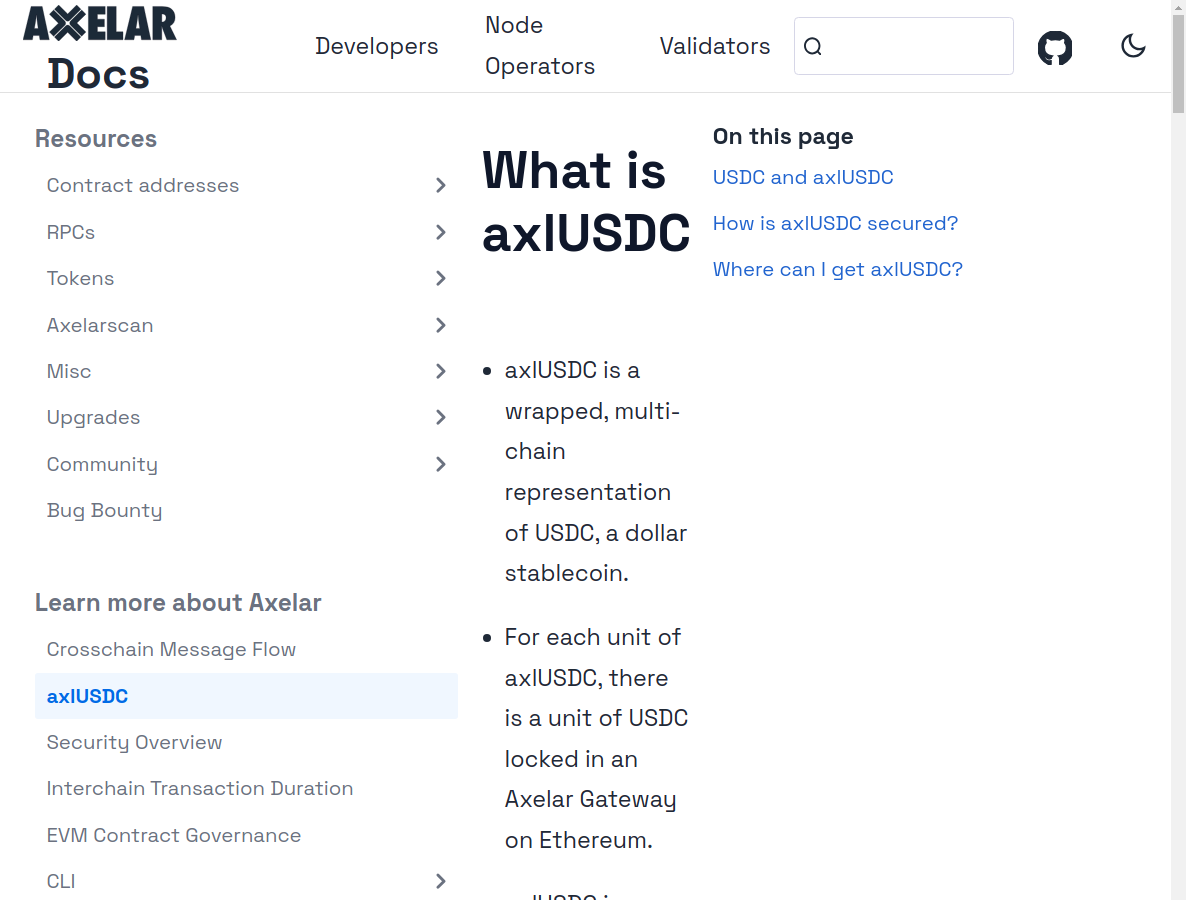 AXELAR
Docs
Developers
Node
Operators
Validators
Resources
Contract addresses
RPCs
Tokens
Axelarscan
Misc
Upgrades
Community
Bug Bounty
Learn more about Axelar
Crosschain Message Flow
axlUSDC
Security Overview
Interchain Transaction Duration
EVM Contract Governance
CLI
What is
axlUSDC
axlUSDC is a
wrapped, multi-
chain
representation
of USDC, a dollar
stablecoin.
For each unit of
axlUSDC, there
is a unit of USDC
locked in an
Axelar Gateway
on Ethereum.
On this page
USDC and axlUSDC
How is axlUSDC secured?
Where can I get axlUSDC?